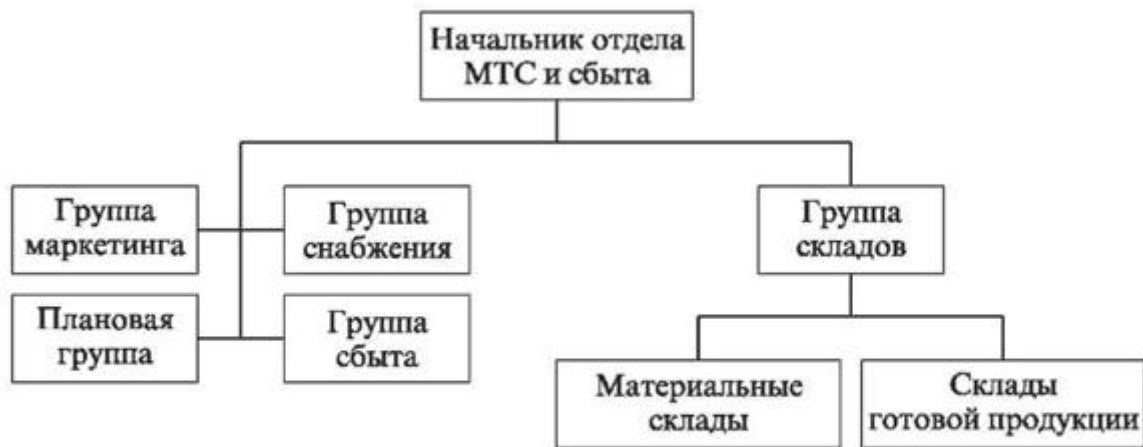 Начальник отдела
МТС и сбыта
Группа
маркетинга
Группа
снабжения
Группа
складов
Плановая
группа
Группа
сбыта
Материальные
склады
Склады
готовой продукции